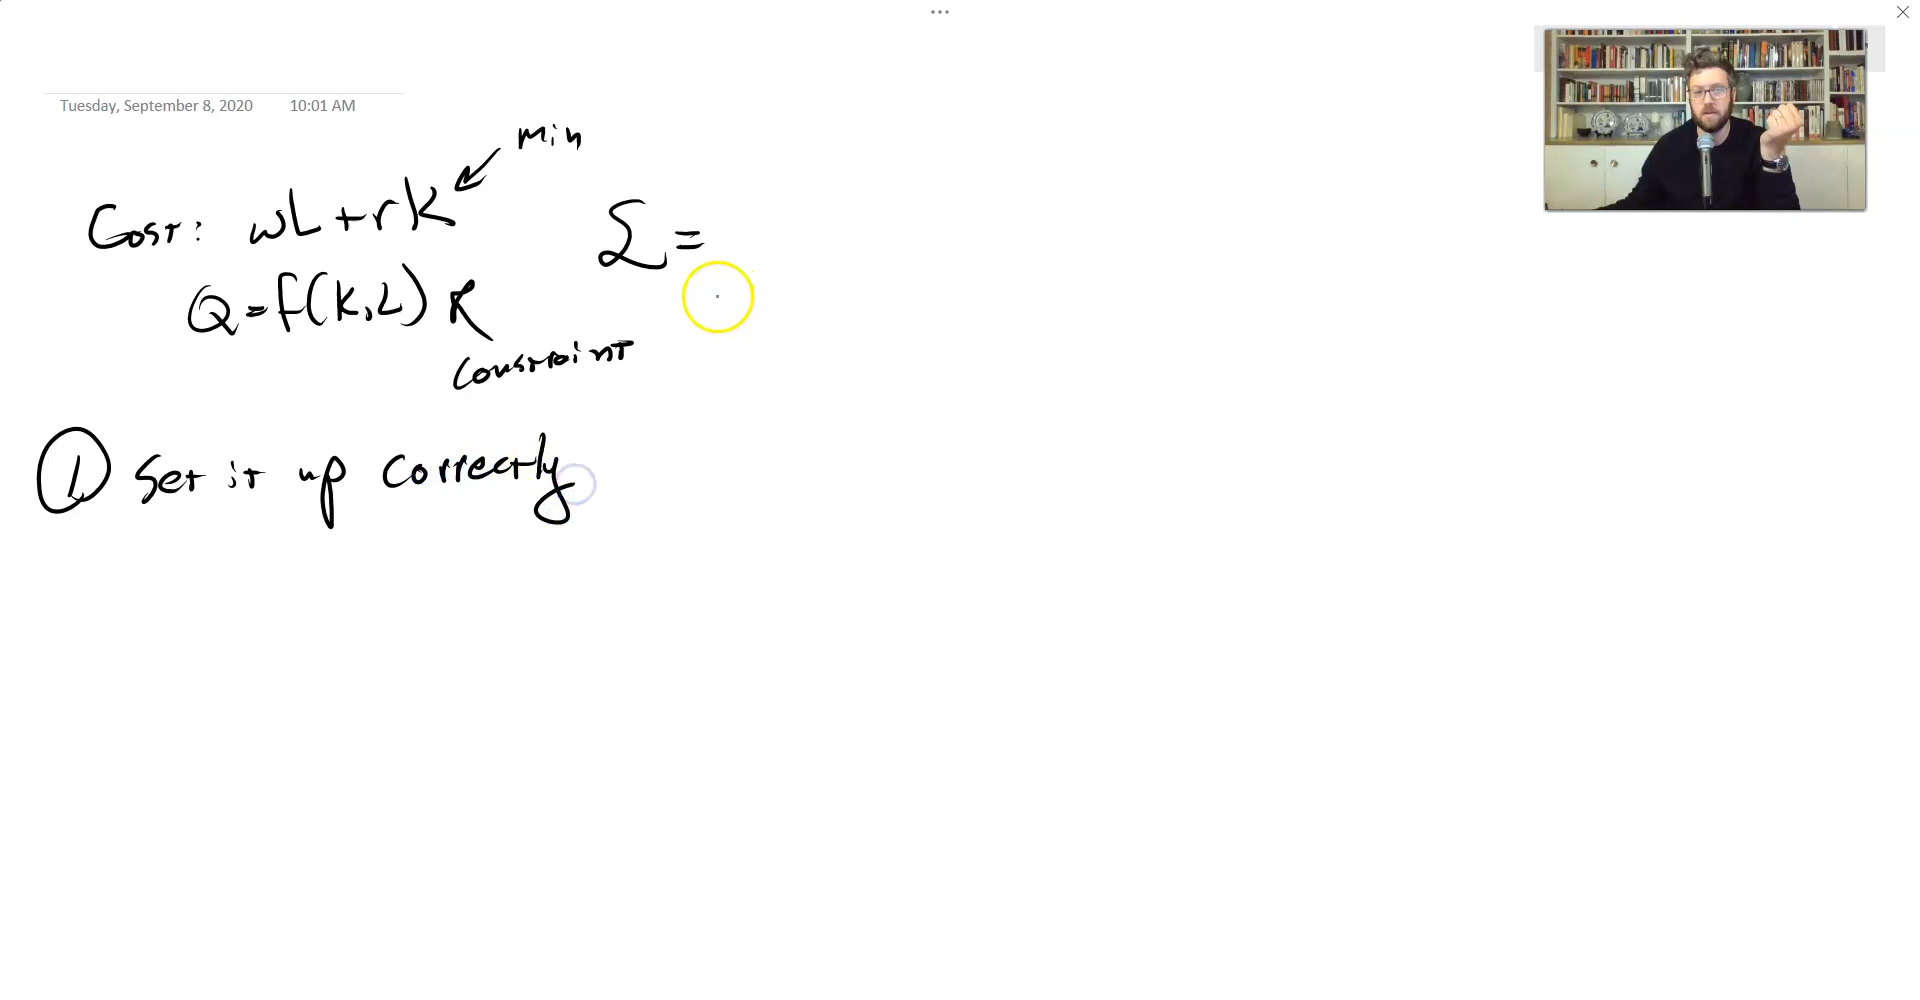 Tuesday, September 8, 2020 10:01 AM
min
Cost: wL + rK
ℒ =
Q = f(K,L)
Constraint
① Set it up correctly